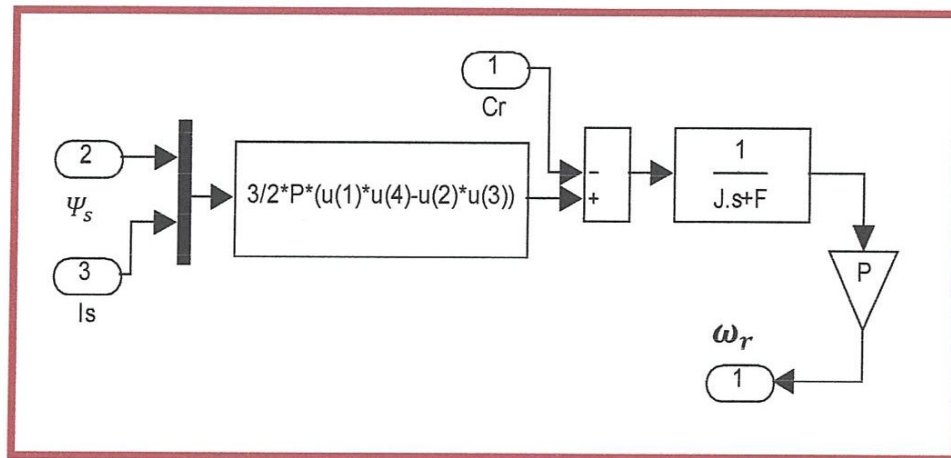 1
Cr
2
Ψs
3
Is
3/2*P*(u(1)*u(4)-u(2)*u(3))
-
+
1
J.s+F
P
ωr
1